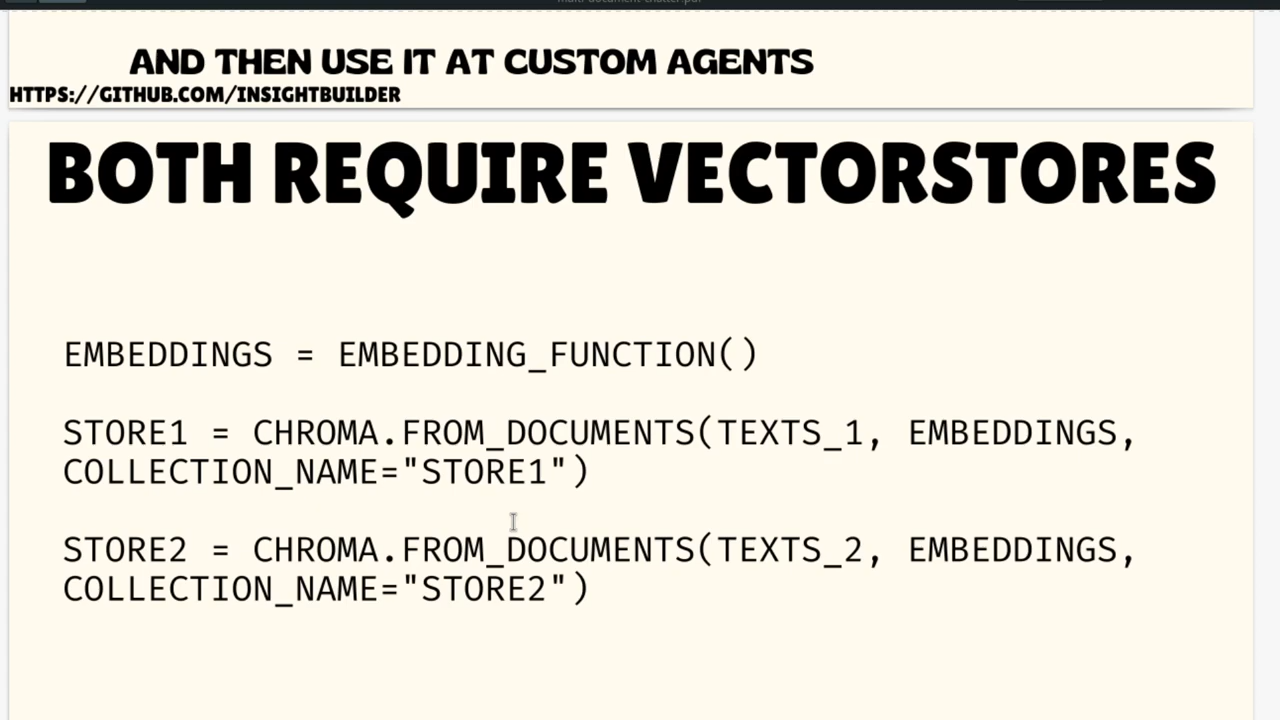 AND THEN USE IT AT CUSTOM AGENTS
HTTPS://GITHUB.COM/INSIGHTBUILDER
BOTH REQUIRE VECTORSTORES
EMBEDDINGS = EMBEDDING_FUNCTION()
STORE1 = CHROMA.FROM_DOCUMENTS(TEXTS_1, EMBEDDINGS,
COLLECTION_NAME="STORE1")
STORE2 = CHROMA.FROM_DOCUMENTS(TEXTS_2, EMBEDDINGS,
COLLECTION_NAME="STORE2")